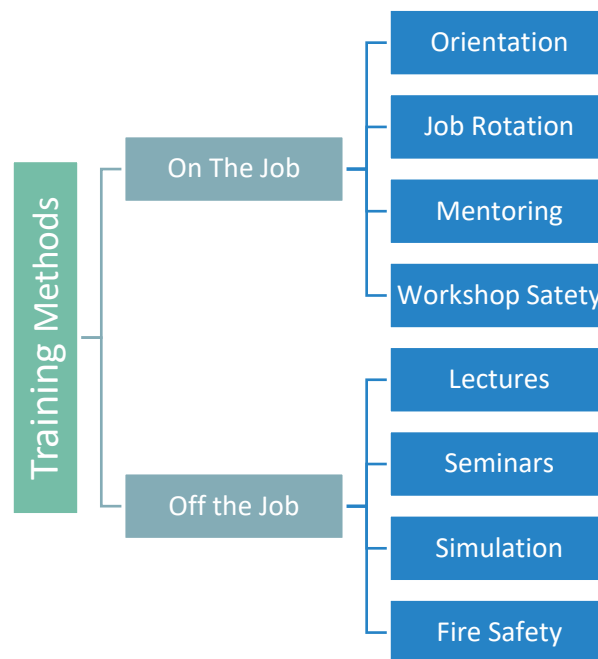 Training Methods
On The Job
Orientation
Job Rotation
Mentoring
Workshop Satety
Off the Job
Lectures
Seminars
Simulation
Fire Safety